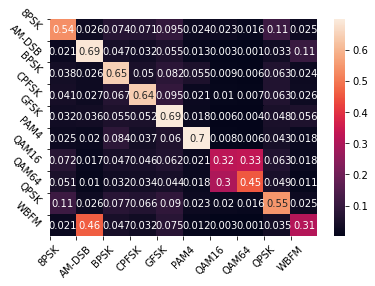 8PSK 0.54 0.026 0.074 0.071 0.095 0.024 0.023 0.016 0.11 0.025
AM-DSB 0.021 0.69 0.047 0.032 0.055 0.013 0.003 0.001 0.033 0.11
BPSK 0.038 0.026 0.65 0.05 0.082 0.055 0.009 0.006 0.063 0.024
CPFSK 0.041 0.027 0.067 0.64 0.096 0.021 0.01 0.007 0.063 0.026
GFSK 0.032 0.036 0.055 0.052 0.69 0.018 0.006 0.004 0.048 0.056
PAM4 0.025 0.02 0.084 0.037 0.06 0.7 0.008 0.006 0.043 0.018
QAM16 0.072 0.017 0.047 0.046 0.062 0.021 0.32 0.33 0.063 0.018
QAM64 0.051 0.01 0.032 0.034 0.044 0.018 0.3 0.45 0.049 0.011
QPSK 0.11 0.026 0.077 0.066 0.09 0.023 0.024 0.016 0.55 0.025
WBFM 0.021 0.46 0.047 0.032 0.075 0.012 0.003 0.001 0.035 0.31
8PSK AM-DSB BPSK CPFSK GFSK PAM4 QAM16 QAM64 QPSK WBFM
0.6
0.5
0.4
0.3
0.2
0.1